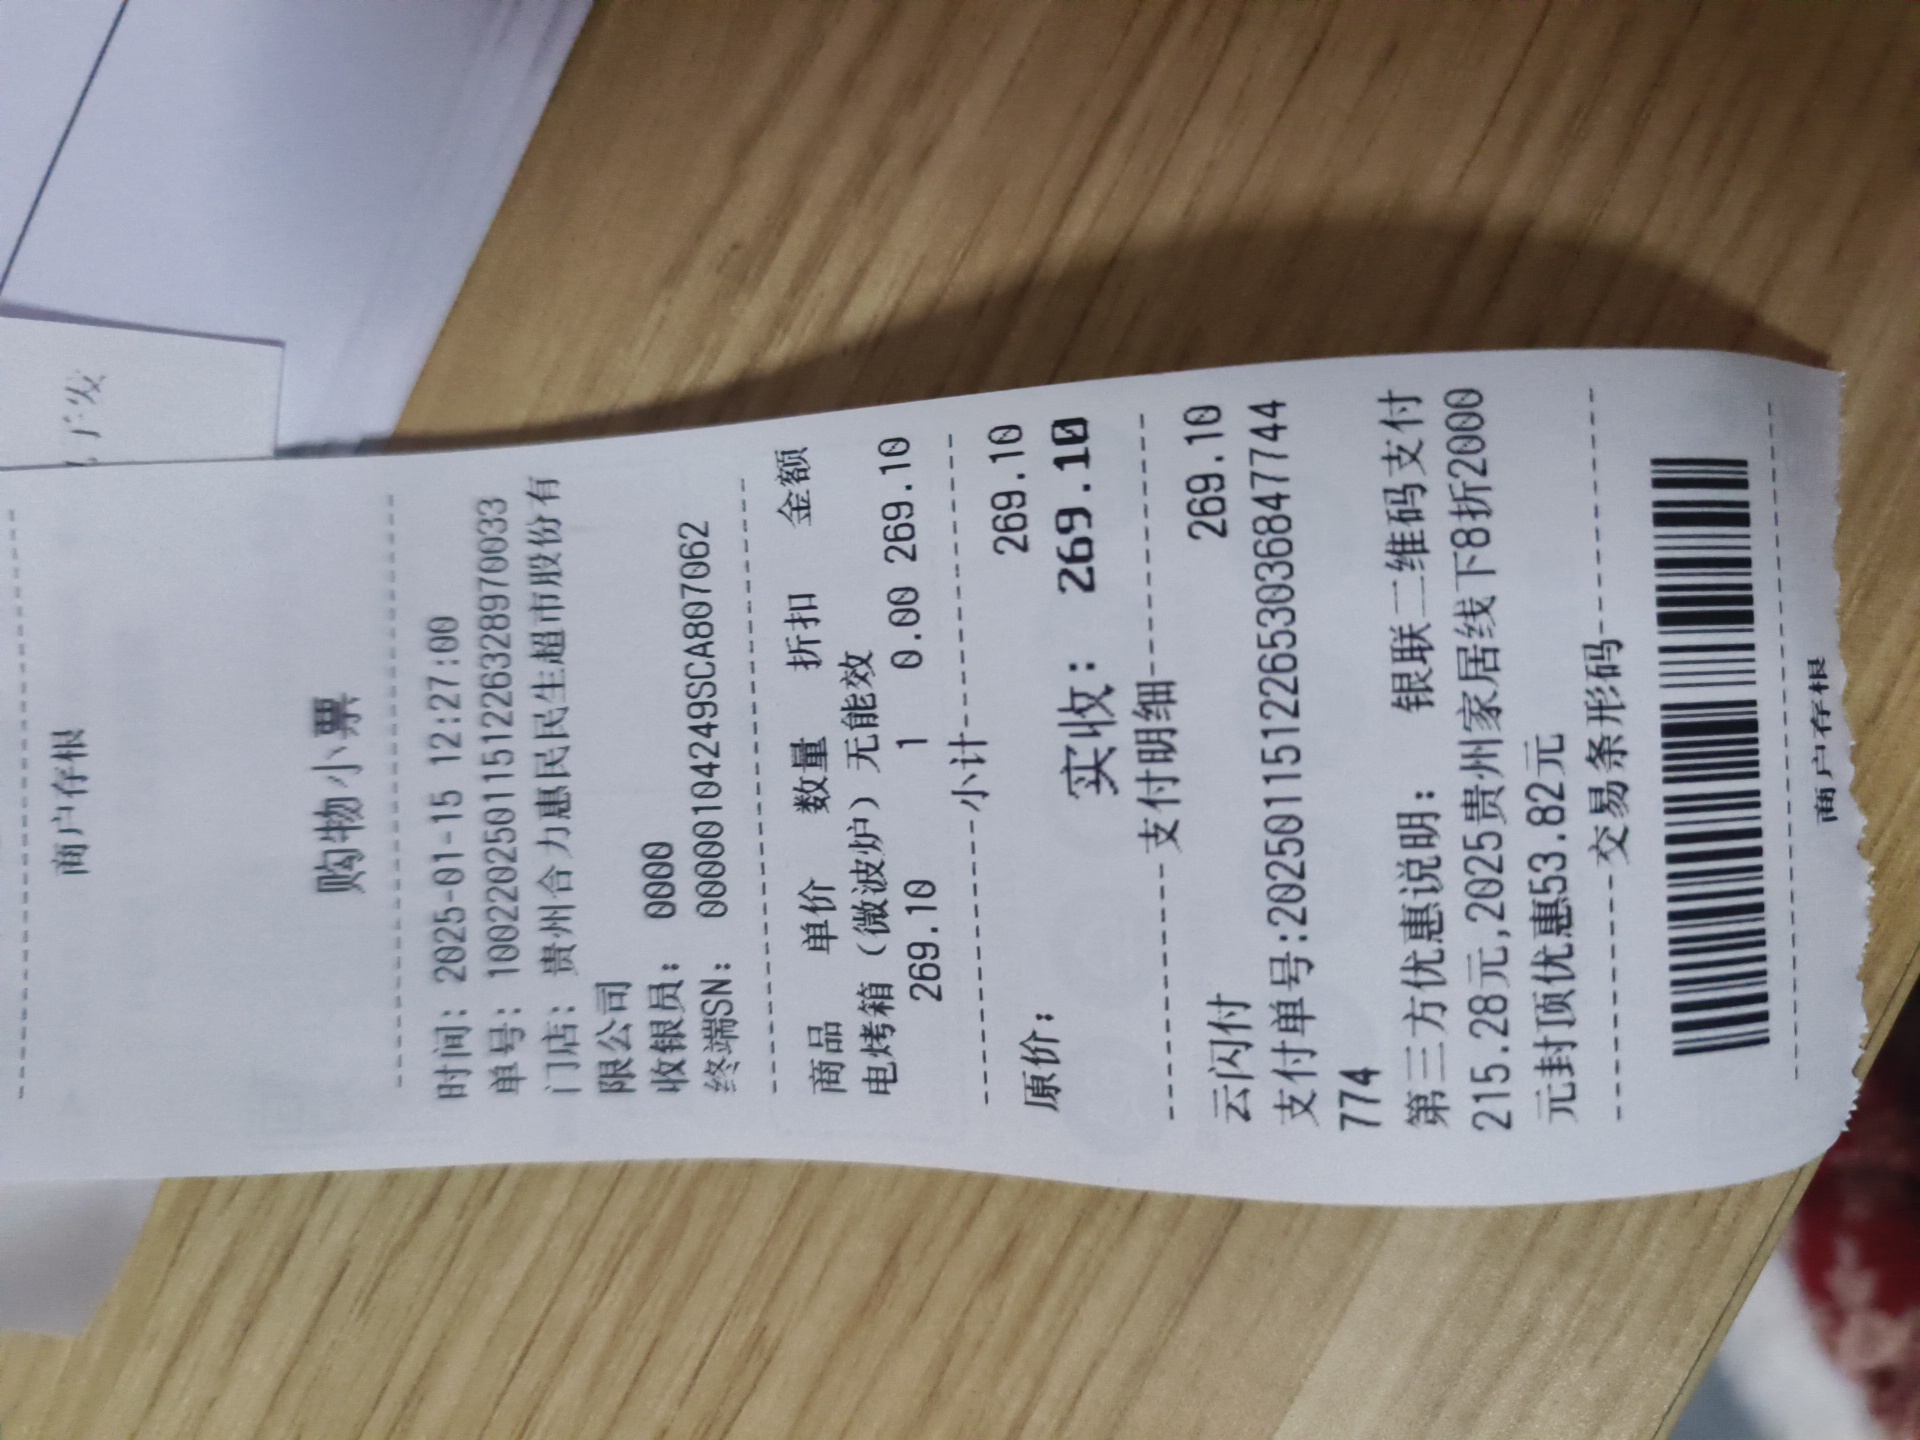 商户存根
购物小票
时间: 2025-01-15 12:27:00
单号: 1002202501151226328970033
门店: 贵州合力惠民民生超市股份有
限公司
收银员: 0000
终端SN: 00000104249SCA807062
商品 单价 数量 折扣 金额
电烤箱（微波炉）无能效
269.10 1 0.00 269.10
小计
原价: 269.10
实收: 269.10
支付明细
云闪付 269.10
支付单号:2025011512265303684774​4
774
第三方优惠说明: 银联二维码支付
215.28元,2025贵州家居线下8折2000
元封顶优惠53.82元
交易条形码
商户存根